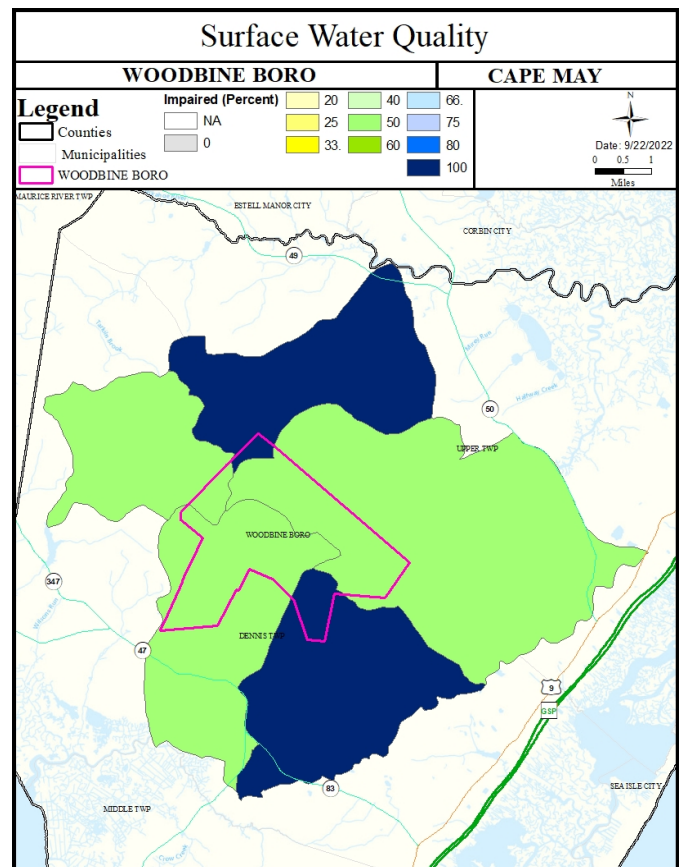 Surface Water Quality
WOODBINE BORO
CAPE MAY
Legend
Counties
Municipalities
WOODBINE BORO
Impaired (Percent)
NA
0
20
25
33.
40
50
60
66.
75
80
100
N
Date: 9/22/2022
0 0.5 1
Miles
MAURICE RIVER TWP
ESTELL MANOR CITY
CORBIN CITY
49
50
Halfway Creek
UPPER TWP
WOODBINE BORO
347
DENNIS TWP
47
9
GSP
SEA ISLE CITY
83
MIDDLE TWP